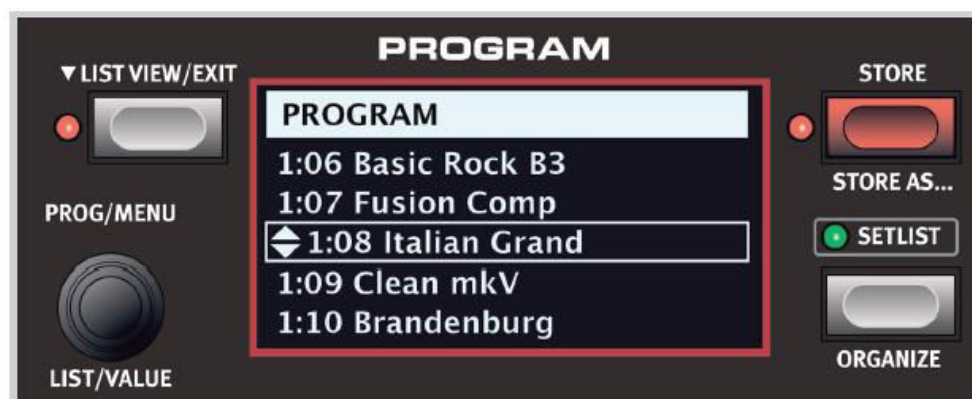 PROGRAM
▼ LIST VIEW/EXIT
STORE
PROGRAM
1:06 Basic Rock B3
1:07 Fusion Comp
1:08 Italian Grand
1:09 Clean mkV
1:10 Brandenburg
STORE AS...
PROG/MENU
SETLIST
LIST/VALUE
ORGANIZE